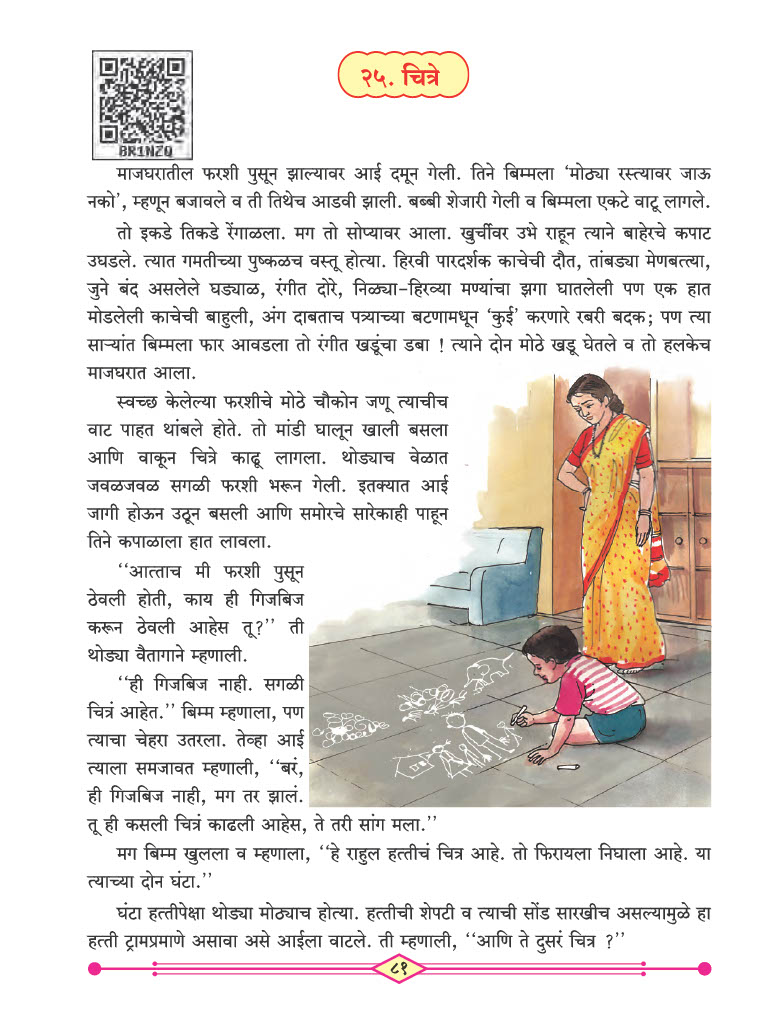 २५. चित्रे
BR1NZQ
माजघरातील फरशी पुसून झाल्यावर आई दमून गेली. तिने बिम्मला ‘मोठ्या रस्त्यावर जाऊ
नको’, म्हणून बजावले व ती तिथेच आडवी झाली. बब्बी शेजारी गेली व बिम्मला एकटे वाटू लागले.
तो इकडे तिकडे रेंगाळला. मग तो सोप्यावर आला. खुर्चीवर उभे राहून त्याने बाहेरचे कपाट
उघडले. त्यात गमतीच्या पुष्कळच वस्तू होत्या. हिरवी पारदर्शक काचेची दौत, तांबड्या मेणबत्त्या,
जुने बंद असलेले घड्याळ, रंगीत दोरे, निळ्या-हिरव्या मण्यांचा झगा घातलेली पण एक हात
मोडलेली काचेची बाहुली, अंग दाबताच पत्र्याच्या बटणामधून ‘कुई’ करणारे रबरी बदक; पण त्या
साऱ्यांत बिम्मला फार आवडला तो रंगीत खडूंचा डबा ! त्याने दोन मोठे खडू घेतले व तो हलकेच
माजघरात आला.
स्वच्छ केलेल्या फरशीचे मोठे चौकोन जणू त्याचीच
वाट पाहत थांबले होते. तो मांडी घालून खाली बसला
आणि वाकून चित्रे काढू लागला. थोड्याच वेळात
जवळजवळ सगळी फरशी भरून गेली. इतक्यात आई
जागी होऊन उठून बसली आणि समोरचे सारेकाही पाहून
तिने कपाळाला हात लावला.
‘‘आत्ताच मी फरशी पुसून
ठेवली होती, काय ही गिजबिज
करून ठेवली आहेस तू?’’ ती
थोड्या वैतागाने म्हणाली.
‘‘ही गिजबिज नाही. सगळी
चित्रं आहेत.’’ बिम्म म्हणाला, पण
त्याचा चेहरा उतरला. तेव्हा आई
त्याला समजावत म्हणाली, ‘‘बरं,
ही गिजबिज नाही, मग तर झालं.
तू ही कसली चित्रं काढली आहेस, ते तरी सांग मला.’’
मग बिम्म खुलला व म्हणाला, ‘‘हे राहुल हत्तीचं चित्र आहे. तो फिरायला निघाला आहे. या
त्याच्या दोन घंटा.’’
घंटा हत्तीपेक्षा थोड्या मोठ्याच होत्या. हत्तीची शेपटी व त्याची सोंड सारखीच असल्यामुळे हा
हत्ती ट्रामप्रमाणे असावा असे आईला वाटले. ती म्हणाली, ‘‘आणि ते दुसरं चित्र ?’’
८१